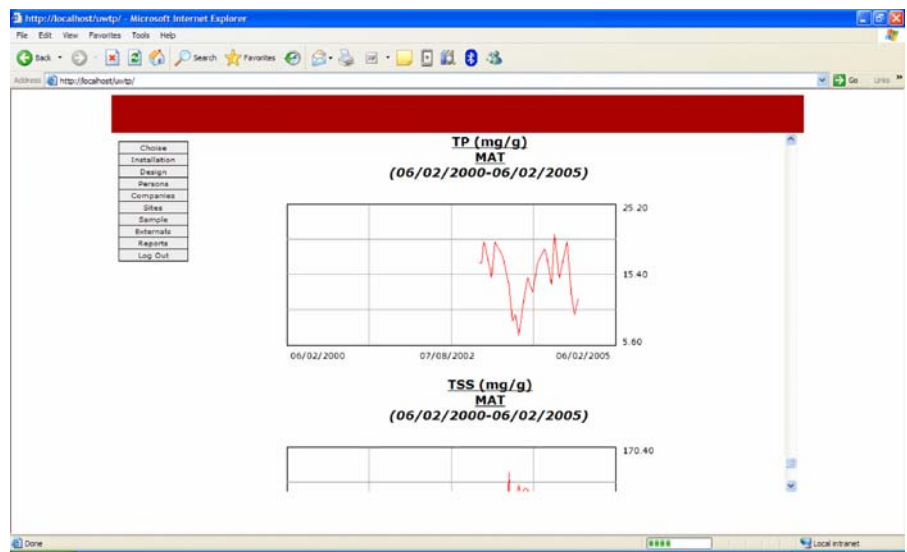 http://localhost/uwtp/ - Microsoft Internet Explorer
File Edit View Favorites Tools Help
Back Search Favorites
Address http://localhost/uwtp/ Go Links »
Choise
Installation
Design
Persons
Companies
Sites
Sample
Externals
Reports
Log Out
TP (mg/g)
MAT
(06/02/2000-06/02/2005)
25.20
15.40
5.60
06/02/2000 07/08/2002 06/02/2005
TSS (mg/g)
MAT
(06/02/2000-06/02/2005)
170.40
Done Local intranet